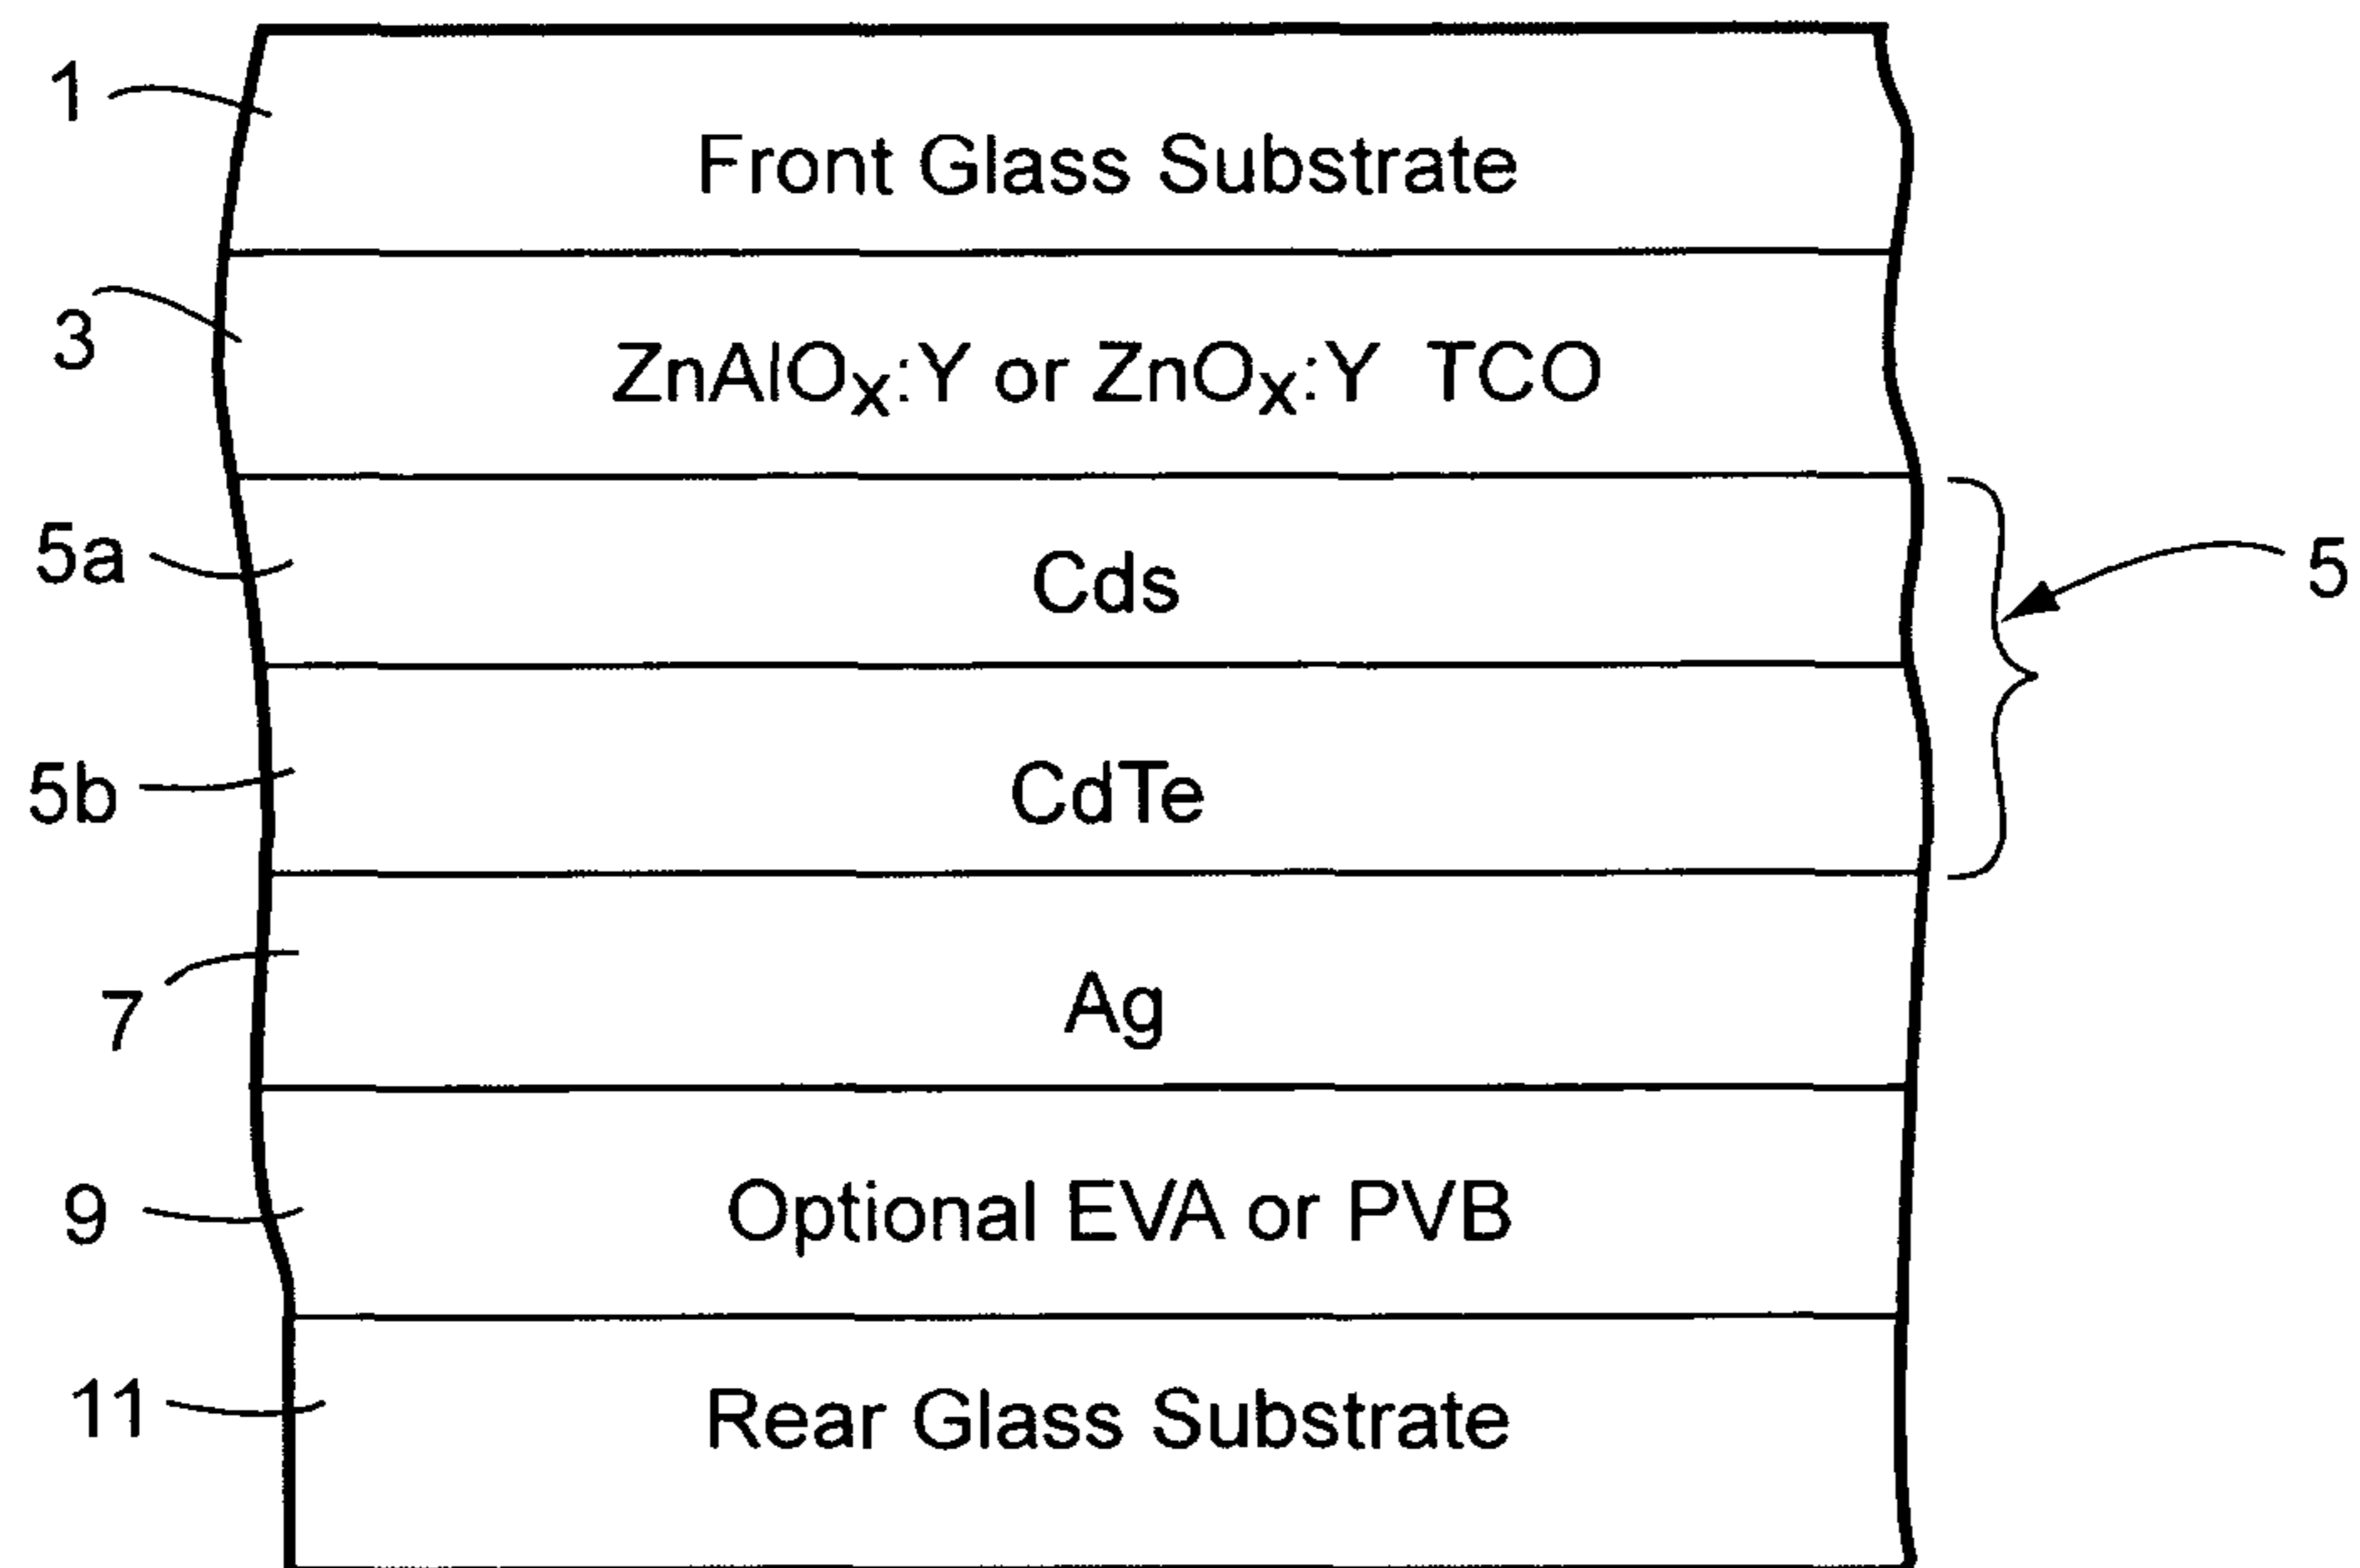 1
Front Glass Substrate
3
ZnAlOx:Y or ZnOx:Y TCO
5a
Cds
5
5b
CdTe
7
Ag
9
Optional EVA or PVB
11
Rear Glass Substrate